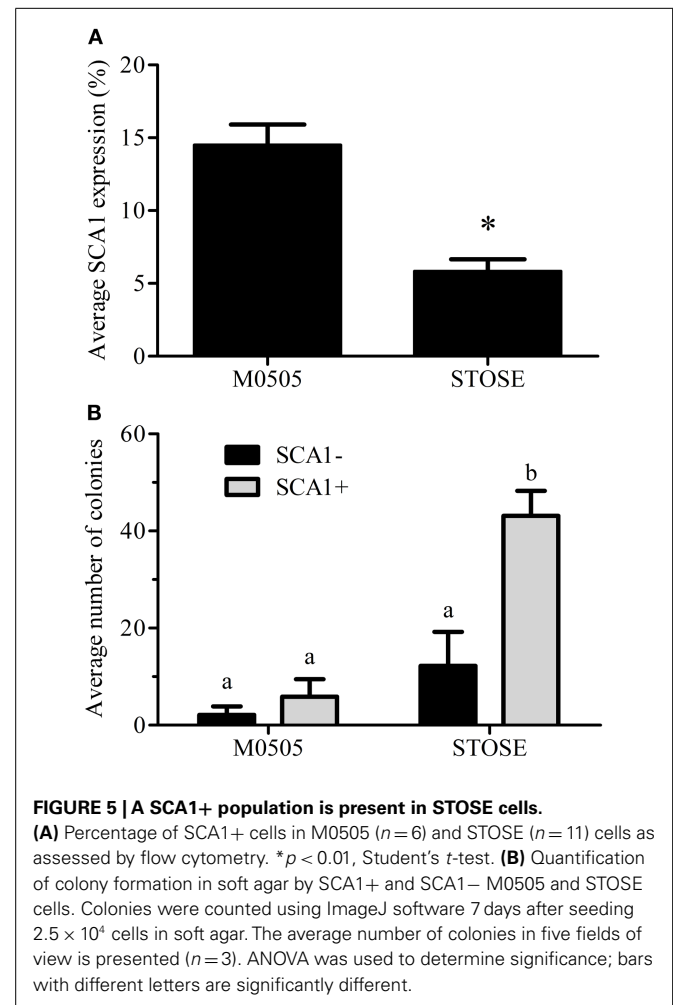 A
Average SCA1 expression (%)
20
15
10
5
0
*
M0505
STOSE
B
Average number of colonies
60
40
20
0
SCA1-
SCA1+
a
a
a
b
M0505
STOSE
FIGURE 5 | A SCA1+ population is present in STOSE cells.
(A) Percentage of SCA1+ cells in M0505 (n = 6) and STOSE (n = 11) cells as
assessed by flow cytometry. *p < 0.01, Student’s t-test. (B) Quantification
of colony formation in soft agar by SCA1+ and SCA1− M0505 and STOSE
cells. Colonies were counted using ImageJ software 7 days after seeding
2.5 × 10⁴ cells in soft agar. The average number of colonies in five fields of
view is presented (n = 3). ANOVA was used to determine significance; bars
with different letters are significantly different.